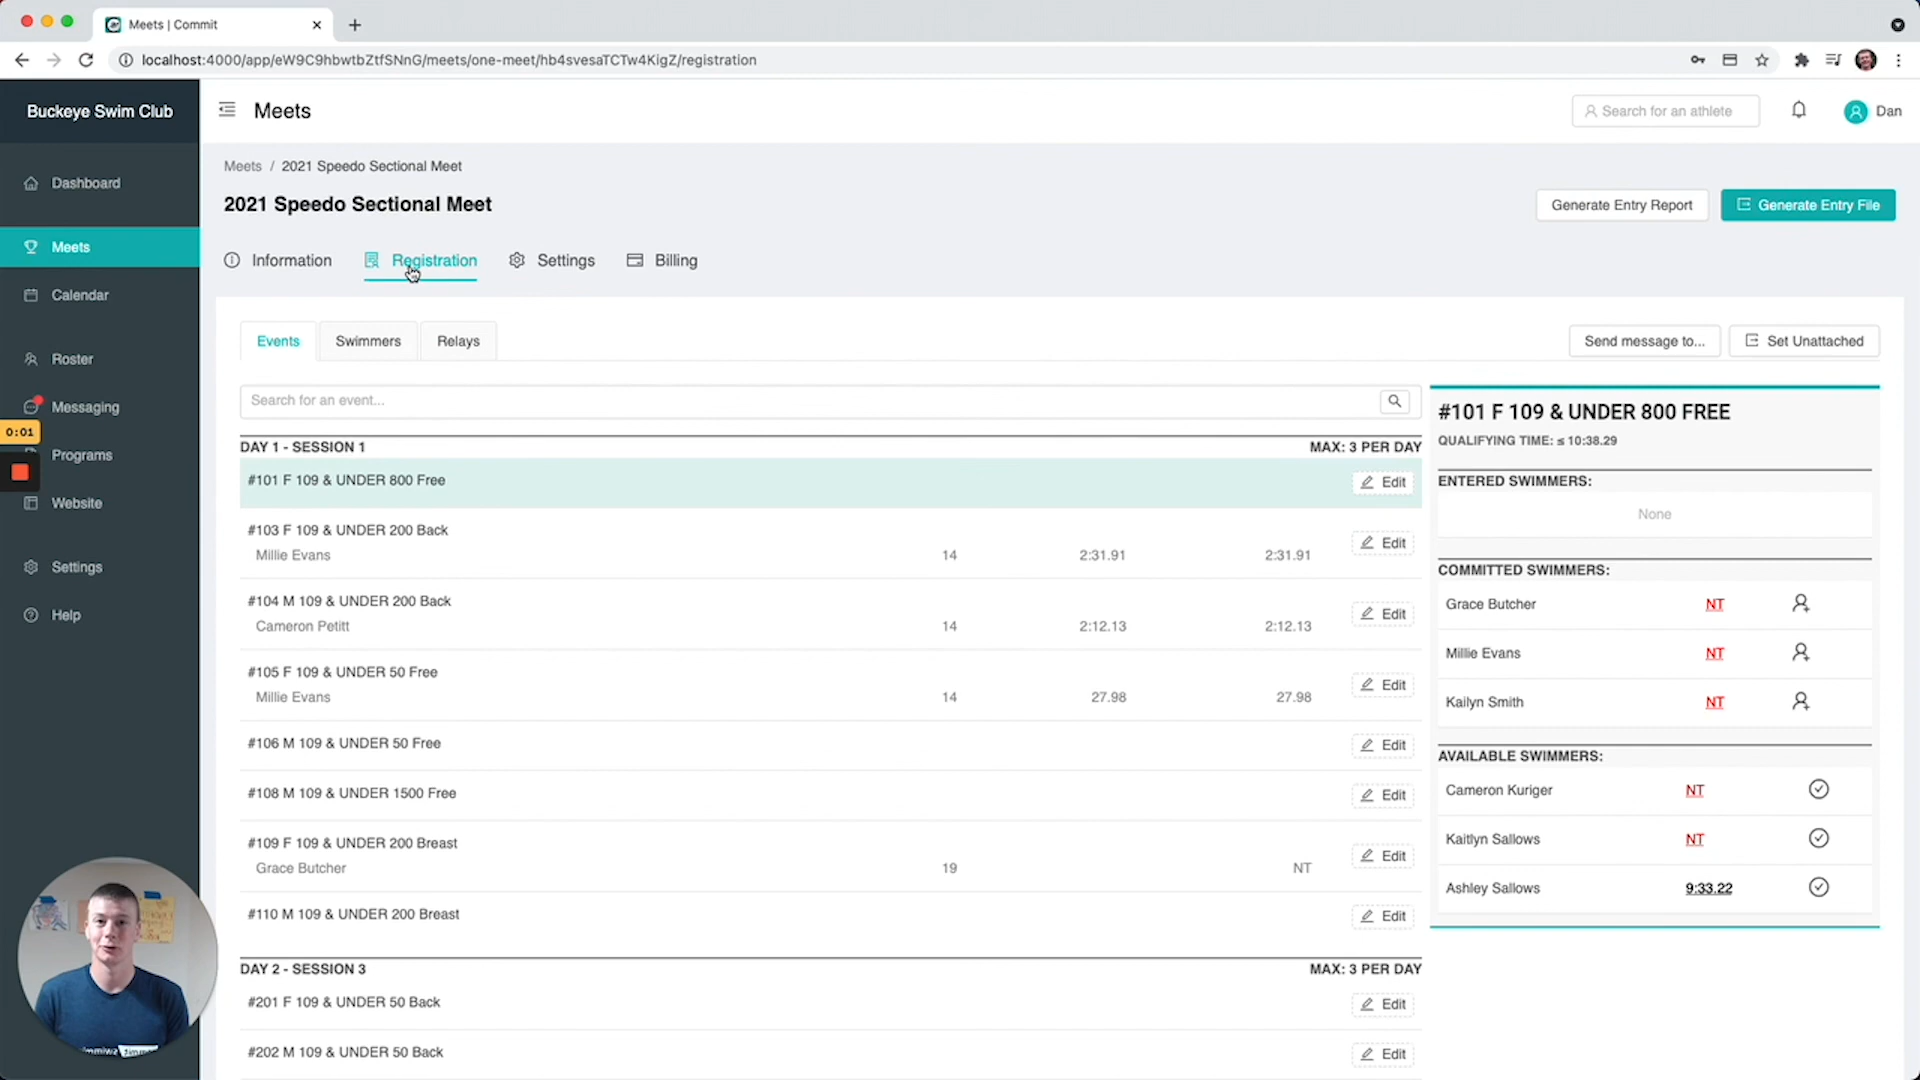 Meets | Commit
localhost:4000/app/eW9C9hbwtbZtfSNnG/meets/one-meet/hb4svesaTCTw4KigZ/registration
Buckeye Swim Club
Meets
Search for an athlete
Dan
Dashboard
Meets
Calendar
Roster
Messaging
0:01
Programs
Website
Settings
Help
Meets / 2021 Speedo Sectional Meet
2021 Speedo Sectional Meet
Generate Entry Report
Generate Entry File
Information
Registration
Settings
Billing
Events
Swimmers
Relays
Send message to...
Set Unattached
Search for an event...
DAY 1 - SESSION 1 MAX: 3 PER DAY
#101 F 109 & UNDER 800 Free Edit
#103 F 109 & UNDER 200 Back Edit
Millie Evans 14 2:31.91 2:31.91
#104 M 109 & UNDER 200 Back Edit
Cameron Petitt 14 2:12.13 2:12.13
#105 F 109 & UNDER 50 Free Edit
Millie Evans 14 27.98 27.98
#106 M 109 & UNDER 50 Free Edit
#108 M 109 & UNDER 1500 Free Edit
#109 F 109 & UNDER 200 Breast Edit
Grace Butcher 19 NT
#110 M 109 & UNDER 200 Breast Edit
DAY 2 - SESSION 3 MAX: 3 PER DAY
#201 F 109 & UNDER 50 Back Edit
#202 M 109 & UNDER 50 Back Edit
#101 F 109 & UNDER 800 FREE
QUALIFYING TIME: ≤ 10:38.29
ENTERED SWIMMERS:
None
COMMITTED SWIMMERS:
Grace Butcher NT
Millie Evans NT
Kailyn Smith NT
AVAILABLE SWIMMERS:
Cameron Kuriger NT
Kaitlyn Sallows NT
Ashley Sallows 9:33.22